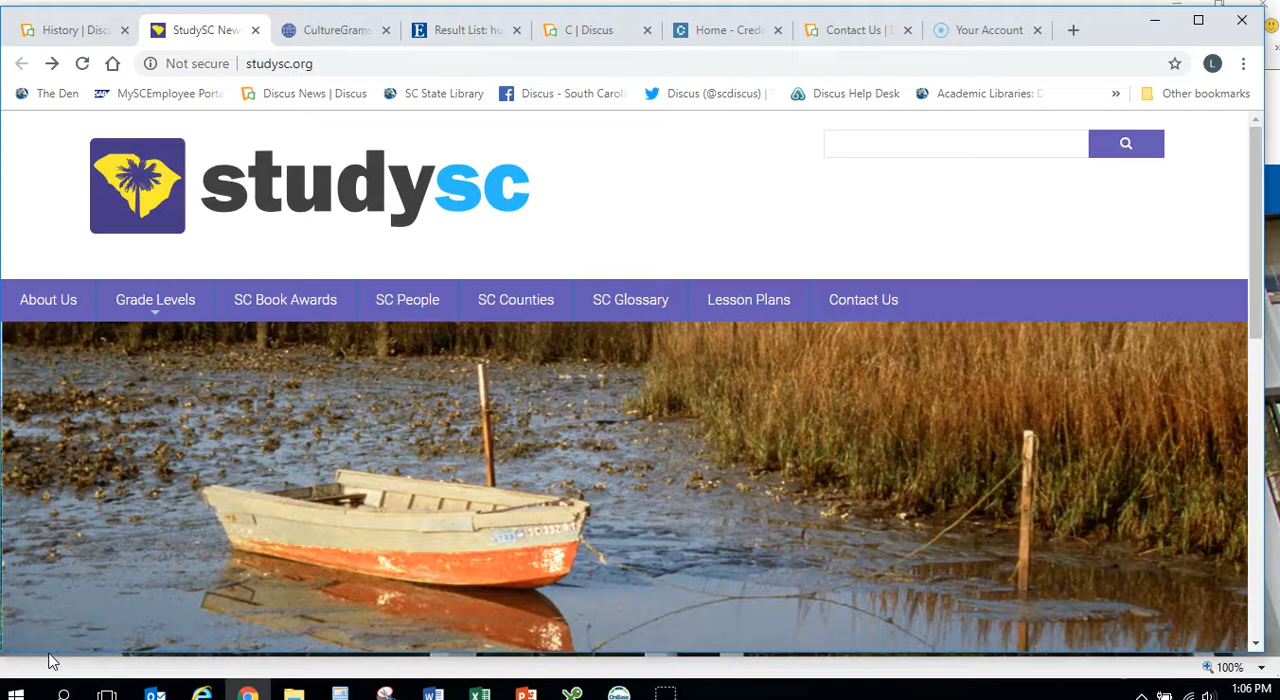 History | Disc
StudySC New
CultureGrams
Result List: hu
C | Discus
Home - Cred
Contact Us | D
Your Account
Not secure
studysc.org
L
The Den
MySCEmployee Porta
Discus News | Discus
SC State Library
Discus - South Caroli
Discus (@scdiscus) | T
Discus Help Desk
Academic Libraries: D
»
Other bookmarks
studysc
About Us
Grade Levels
SC Book Awards
SC People
SC Counties
SC Glossary
Lesson Plans
Contact Us
100%
1:06 PM